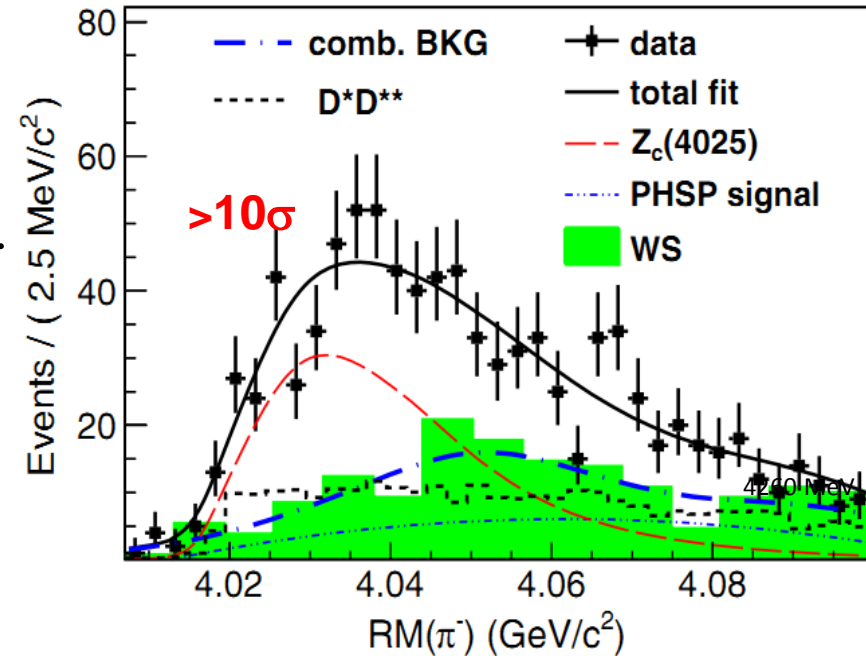 80
60
40
20
Events / ( 2.5 MeV/c²)
comb. BKG
D*D**
data
total fit
Zc(4025)
PHSP signal
WS
>10σ
4260 MeV
4.02 4.04 4.06 4.08
RM(π⁻) (GeV/c²)